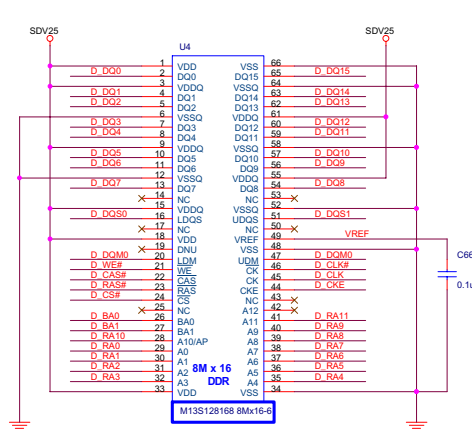 SDV25 SDV25
U4
1 VDD VSS 66
D_DQ0 2 DQ0 DQ15 65 D_DQ15
3 VDDQ VSSQ 64
D_DQ1 4 DQ1 DQ14 63 D_DQ14
D_DQ2 5 DQ2 DQ13 62 D_DQ13
6 VSSQ VDDQ 61
D_DQ3 7 DQ3 DQ12 60 D_DQ12
D_DQ4 8 DQ4 DQ11 59 D_DQ11
9 VDDQ VSSQ 58
D_DQ5 10 DQ5 DQ10 57 D_DQ10
D_DQ6 11 DQ6 DQ9 56 D_DQ9
12 VSSQ VDDQ 55
D_DQ7 13 DQ7 DQ8 54 D_DQ8
14 NC NC 53
15 VDDQ VSSQ 52
D_DQS0 16 LDQS UDQS 51 D_DQS1
17 NC NC 50
18 VDD VREF 49 VREF
19 DNU VSS 48
D_DQM0 20 LDM UDM 47 D_DQM0
D_WE# 21 WE CK 46 D_CLK#
D_CAS# 22 CAS CK 45 D_CLK
D_RAS# 23 RAS CKE 44 D_CKE
D_CS# 24 CS NC 43
25 NC A12 42
D_BA0 26 BA0 A11 41 D_RA11
D_BA1 27 BA1 A9 40 D_RA9
D_RA10 28 A10/AP A8 39 D_RA8
D_RA0 29 A0 A7 38 D_RA7
D_RA1 30 A1 A6 37 D_RA6
D_RA2 31 A2 A5 36 D_RA5
D_RA3 32 A3 A4 35 D_RA4
33 VDD VSS 34
8M x 16
DDR
M13S128168 8Mx16-6
C66
0.1u